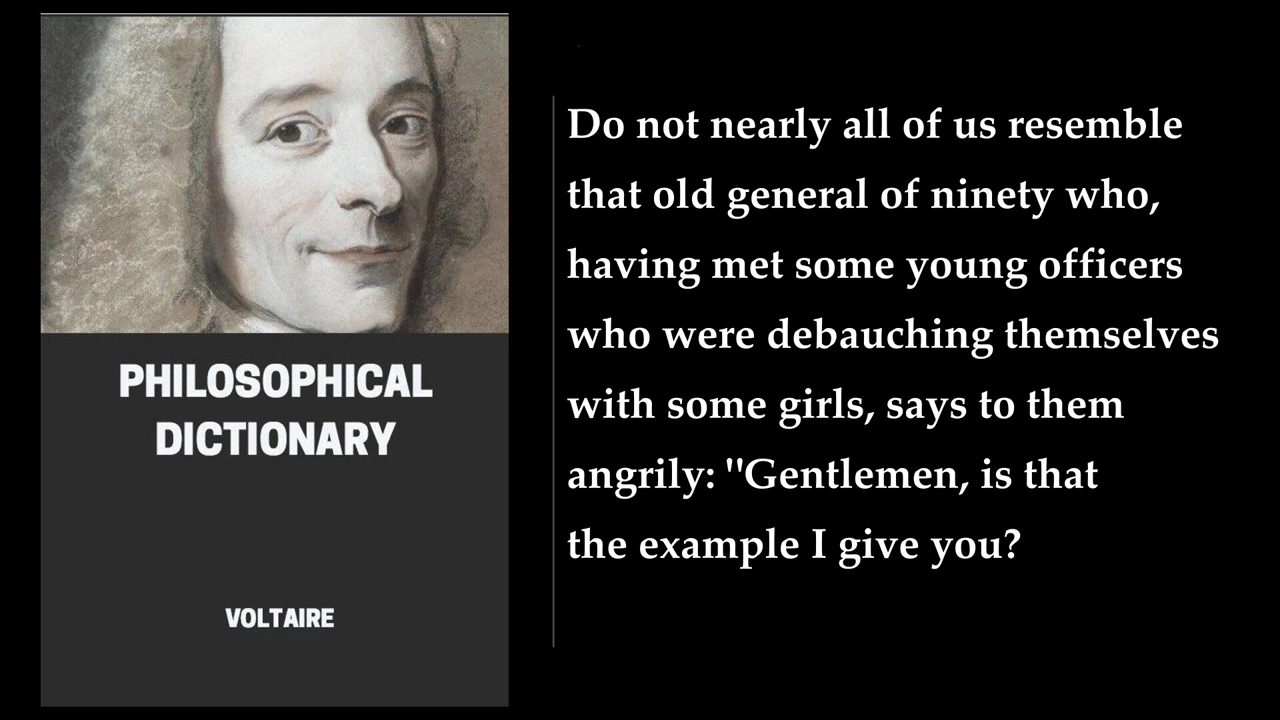 PHILOSOPHICAL
DICTIONARY
VOLTAIRE
Do not nearly all of us resemble
that old general of ninety who,
having met some young officers
who were debauching themselves
with some girls, says to them
angrily: "Gentlemen, is that
the example I give you?